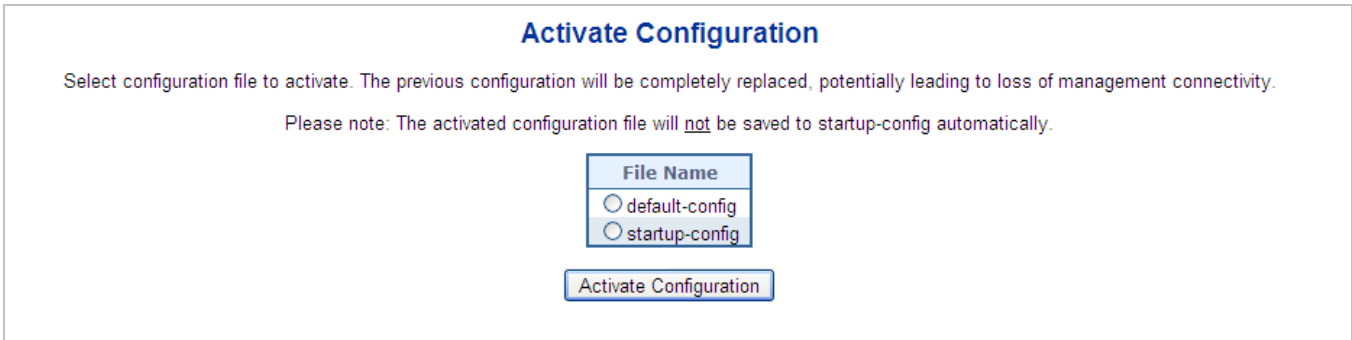 Activate Configuration
Select configuration file to activate. The previous configuration will be completely replaced, potentially leading to loss of management connectivity.
Please note: The activated configuration file will not be saved to startup-config automatically.
File Name
default-config
startup-config
Activate Configuration